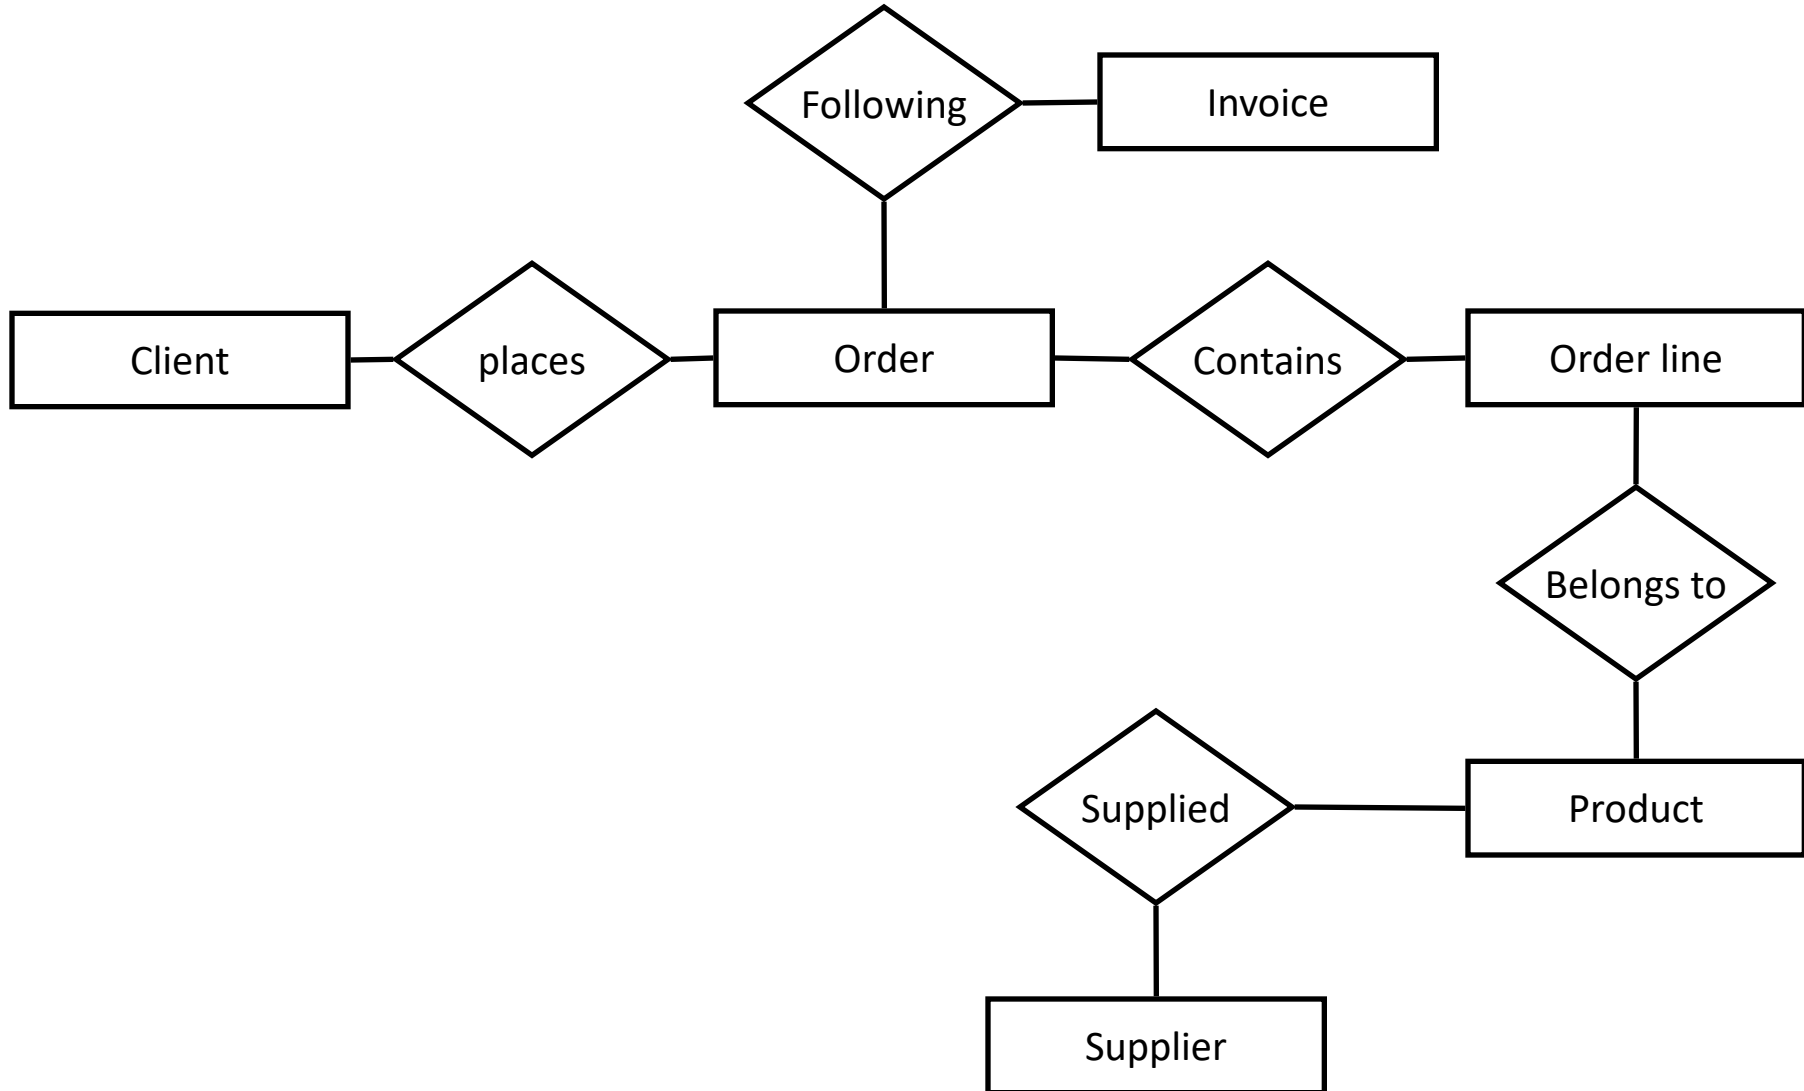 Following
Invoice
Client
places
Order
Contains
Order line
Belongs to
Supplied
Product
Supplier